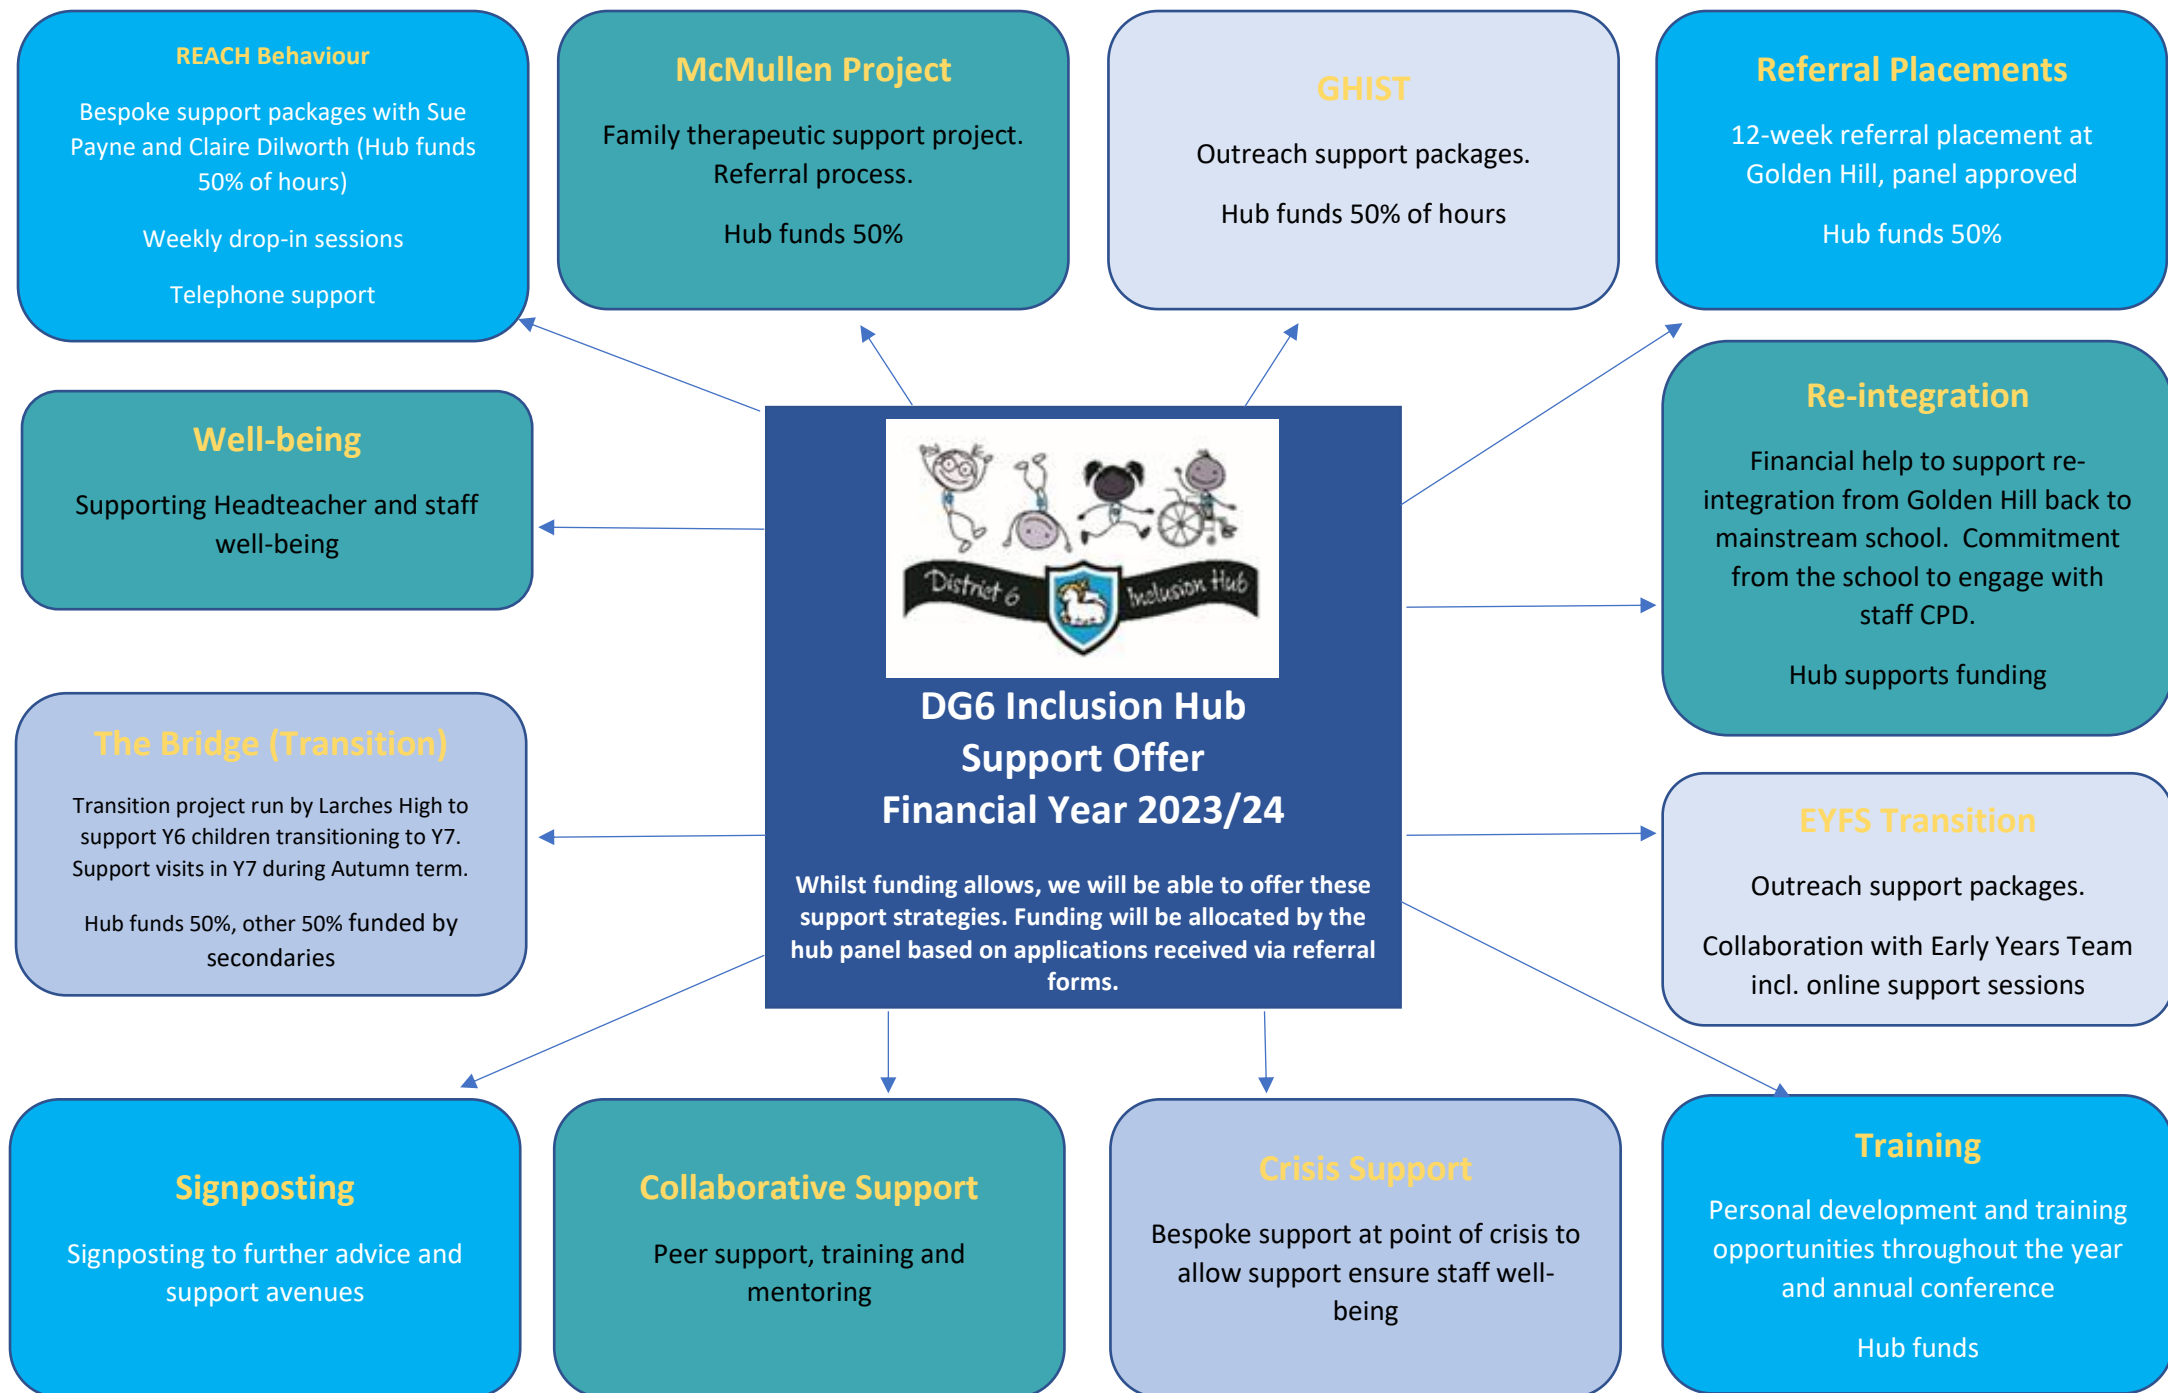 REACH Behaviour
Bespoke support packages with Sue
Payne and Claire Dilworth (Hub funds
50% of hours)
Weekly drop-in sessions
Telephone support
McMullen Project
Family therapeutic support project.
Referral process.
Hub funds 50%
GHIST
Outreach support packages.
Hub funds 50% of hours
Referral Placements
12-week referral placement at
Golden Hill, panel approved
Hub funds 50%
Well-being
Supporting Headteacher and staff
well-being
District 6 Inclusion Hub
DG6 Inclusion Hub
Support Offer
Financial Year 2023/24
Whilst funding allows, we will be able to offer these
support strategies. Funding will be allocated by the
hub panel based on applications received via referral
forms.
Re-integration
Financial help to support re-
integration from Golden Hill back to
mainstream school.  Commitment
from the school to engage with
staff CPD.
Hub supports funding
The Bridge (Transition)
Transition project run by Larches High to
support Y6 children transitioning to Y7.
Support visits in Y7 during Autumn term.
Hub funds 50%, other 50% funded by
secondaries
EYFS Transition
Outreach support packages.
Collaboration with Early Years Team
incl. online support sessions
Signposting
Signposting to further advice and
support avenues
Collaborative Support
Peer support, training and
mentoring
Crisis Support
Bespoke support at point of crisis to
allow support ensure staff well-
being
Training
Personal development and training
opportunities throughout the year
and annual conference
Hub funds